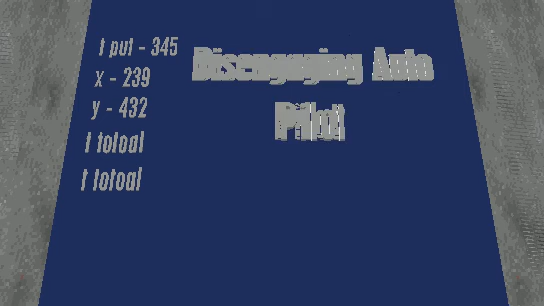 t put - 345
x - 239
y - 432
t totoal
t totoal
Disengaging Auto
Pilot